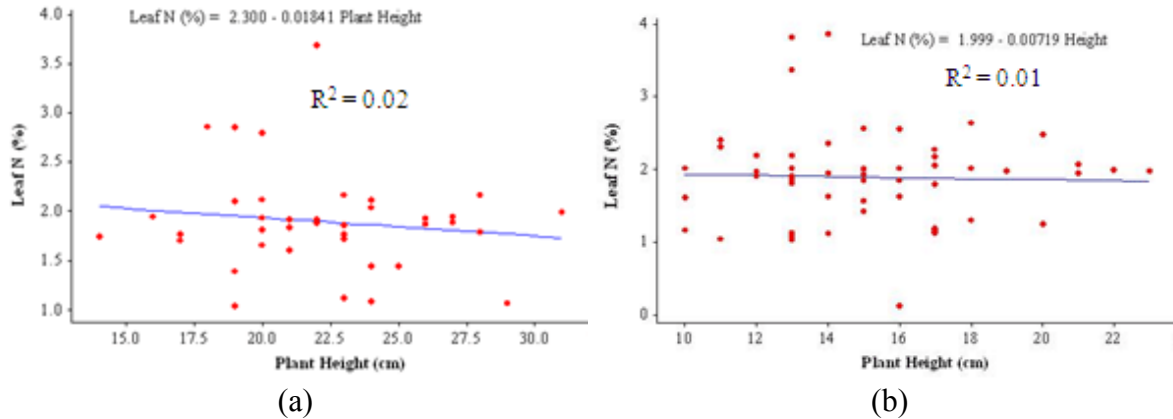 Leaf N (%) = 2.300 - 0.01841 Plant Height
R² = 0.02
4.0
3.5
3.0
2.5
2.0
1.5
1.0
Leaf N (%)
15.0 17.5 20.0 22.5 25.0 27.5 30.0
Plant Height (cm)
(a)
Leaf N (%) = 1.999 - 0.00719 Height
R² = 0.01
4
3
2
1
0
Leaf N (%)
10 12 14 16 18 20 22
Plant Height (cm)
(b)